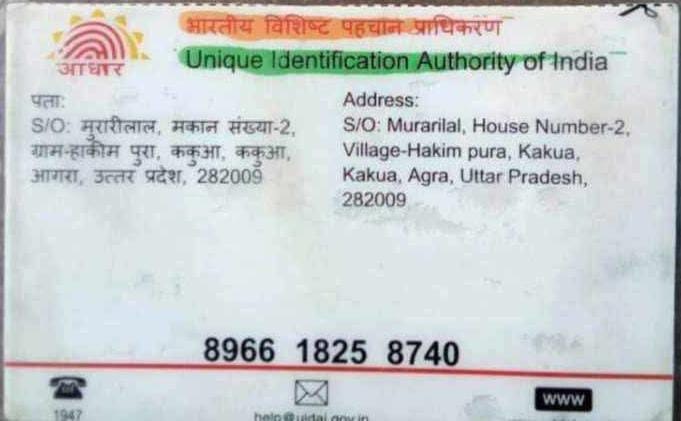 भारतीय विशिष्ट पहचान प्राधिकरण
Unique Identification Authority of India
आधार
पता:
S/O: मुरारीलाल, मकान संख्या-2,
ग्राम-हाकीम पुरा, ककुआ, ककुआ,
आगरा, उत्तर प्रदेश, 282009
Address:
S/O: Murarilal, House Number-2,
Village-Hakim pura, Kakua,
Kakua, Agra, Uttar Pradesh,
282009
8966 1825 8740
1947
help@uidai.gov.in
www